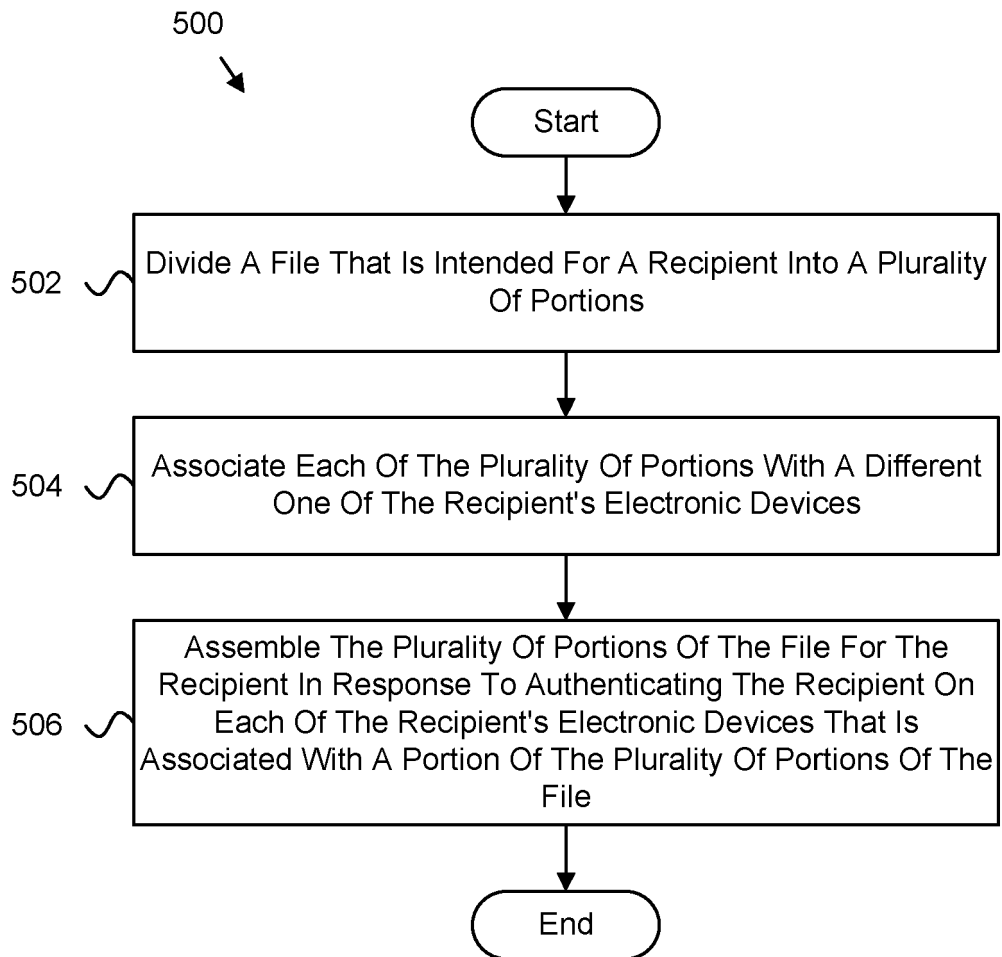 500
Start
502
Divide A File That Is Intended For A Recipient Into A Plurality
Of Portions
504
Associate Each Of The Plurality Of Portions With A Different
One Of The Recipient's Electronic Devices
506
Assemble The Plurality Of Portions Of The File For The
Recipient In Response To Authenticating The Recipient On
Each Of The Recipient's Electronic Devices That Is
Associated With A Portion Of The Plurality Of Portions Of The
File
End